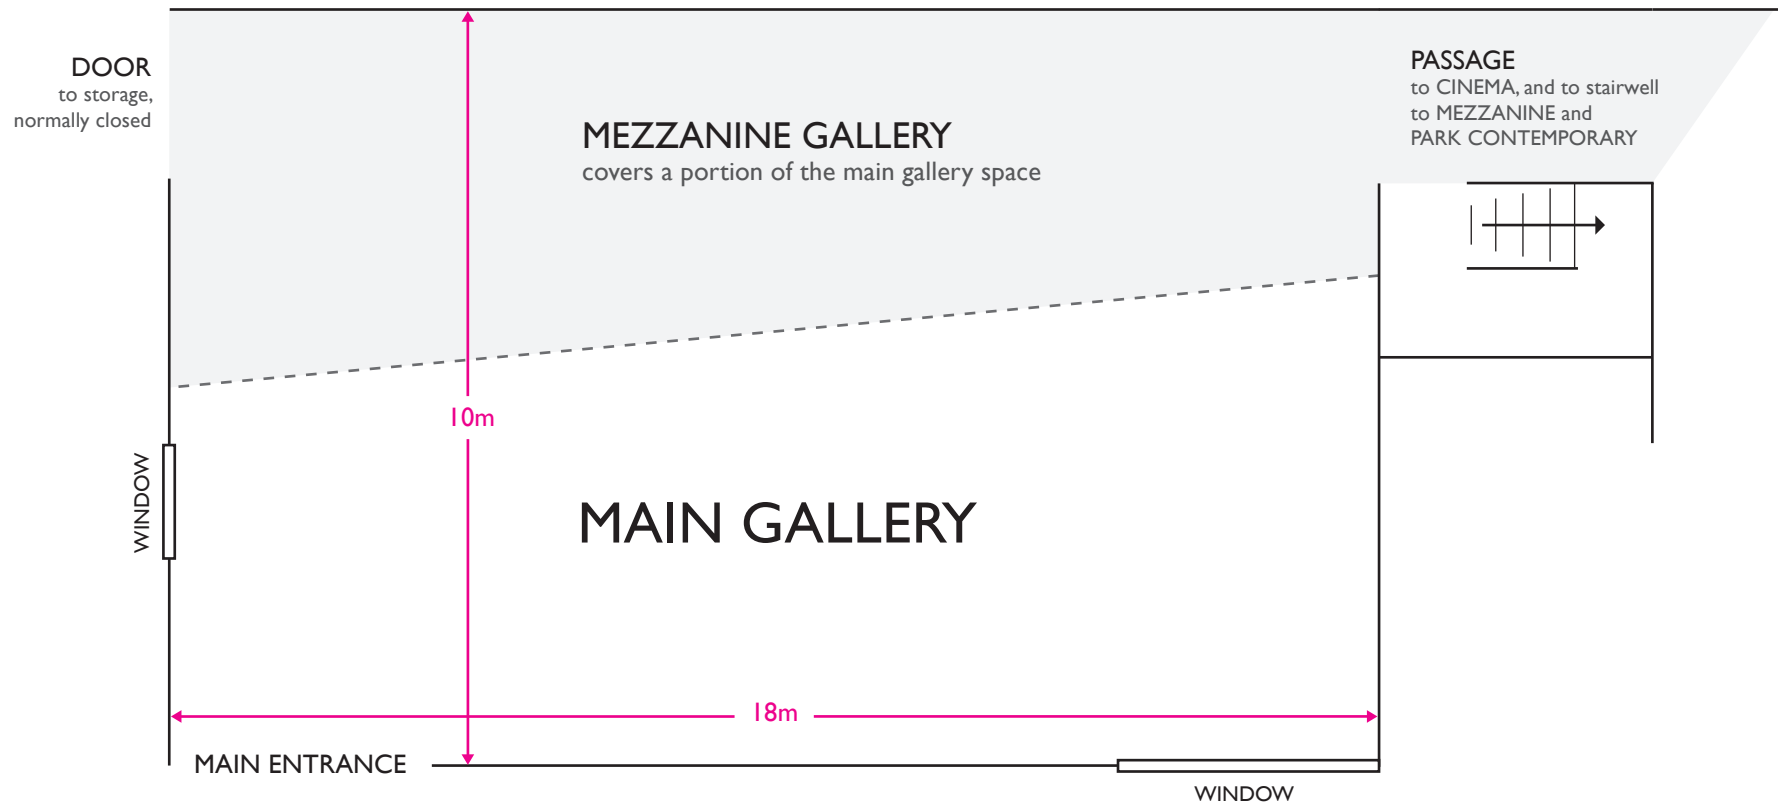 DOOR
to storage,
normally closed
MEZZANINE GALLERY
covers a portion of the main gallery space
PASSAGE
to CINEMA, and to stairwell
to MEZZANINE and
PARK CONTEMPORARY
10m
WINDOW
MAIN GALLERY
18m
MAIN ENTRANCE
WINDOW